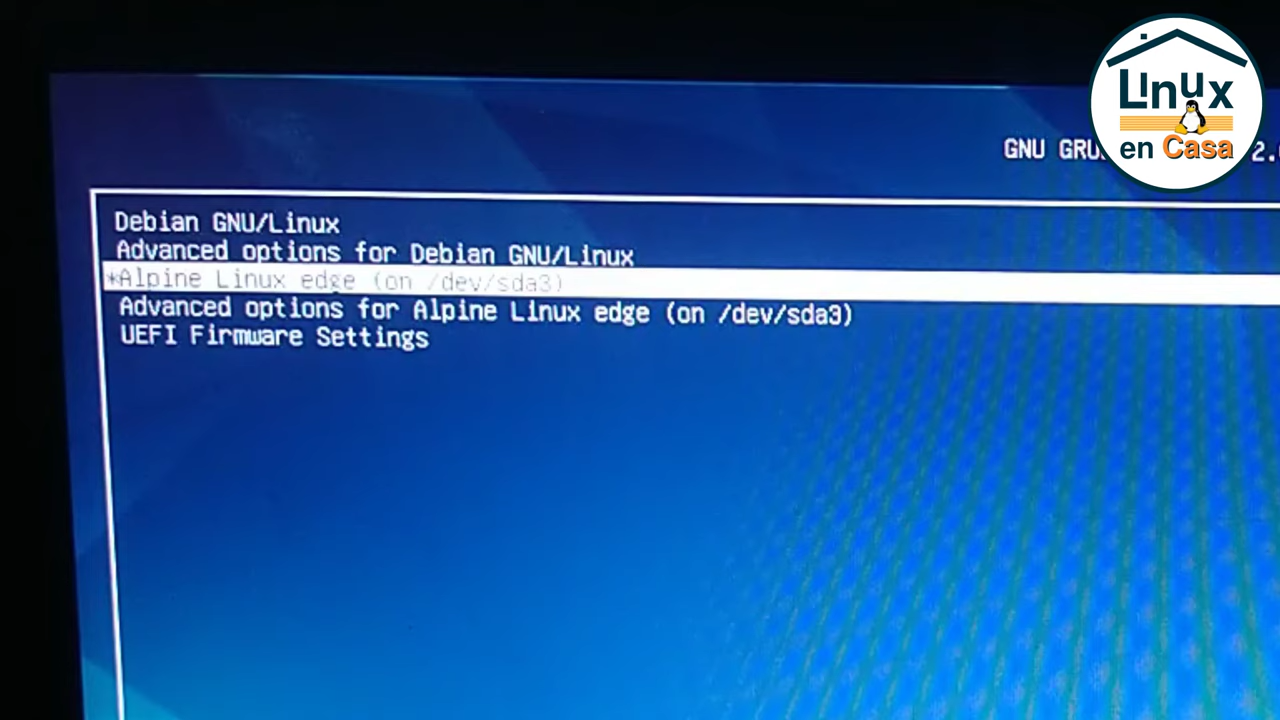 Linux
en Casa
GNU GRU
2.
Debian GNU/Linux
Advanced options for Debian GNU/Linux
*Alpine Linux edge (on /dev/sda3)
Advanced options for Alpine Linux edge (on /dev/sda3)
UEFI Firmware Settings